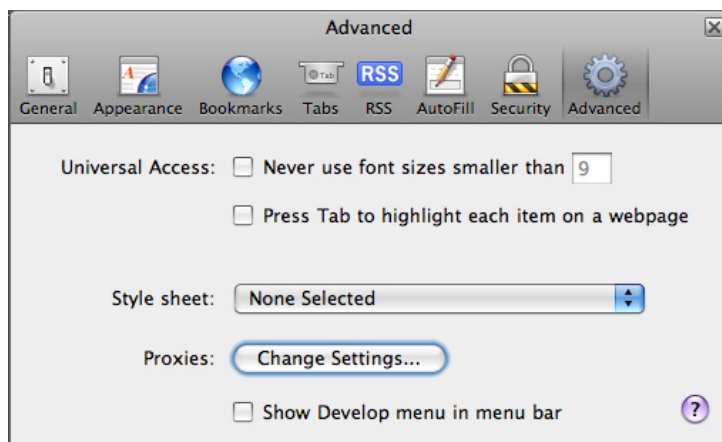 Advanced
Tab RSS
General Appearance Bookmarks Tabs RSS AutoFill Security Advanced
Universal Access: Never use font sizes smaller than 9
Press Tab to highlight each item on a webpage
Style sheet: None Selected
Proxies: Change Settings...
Show Develop menu in menu bar ?